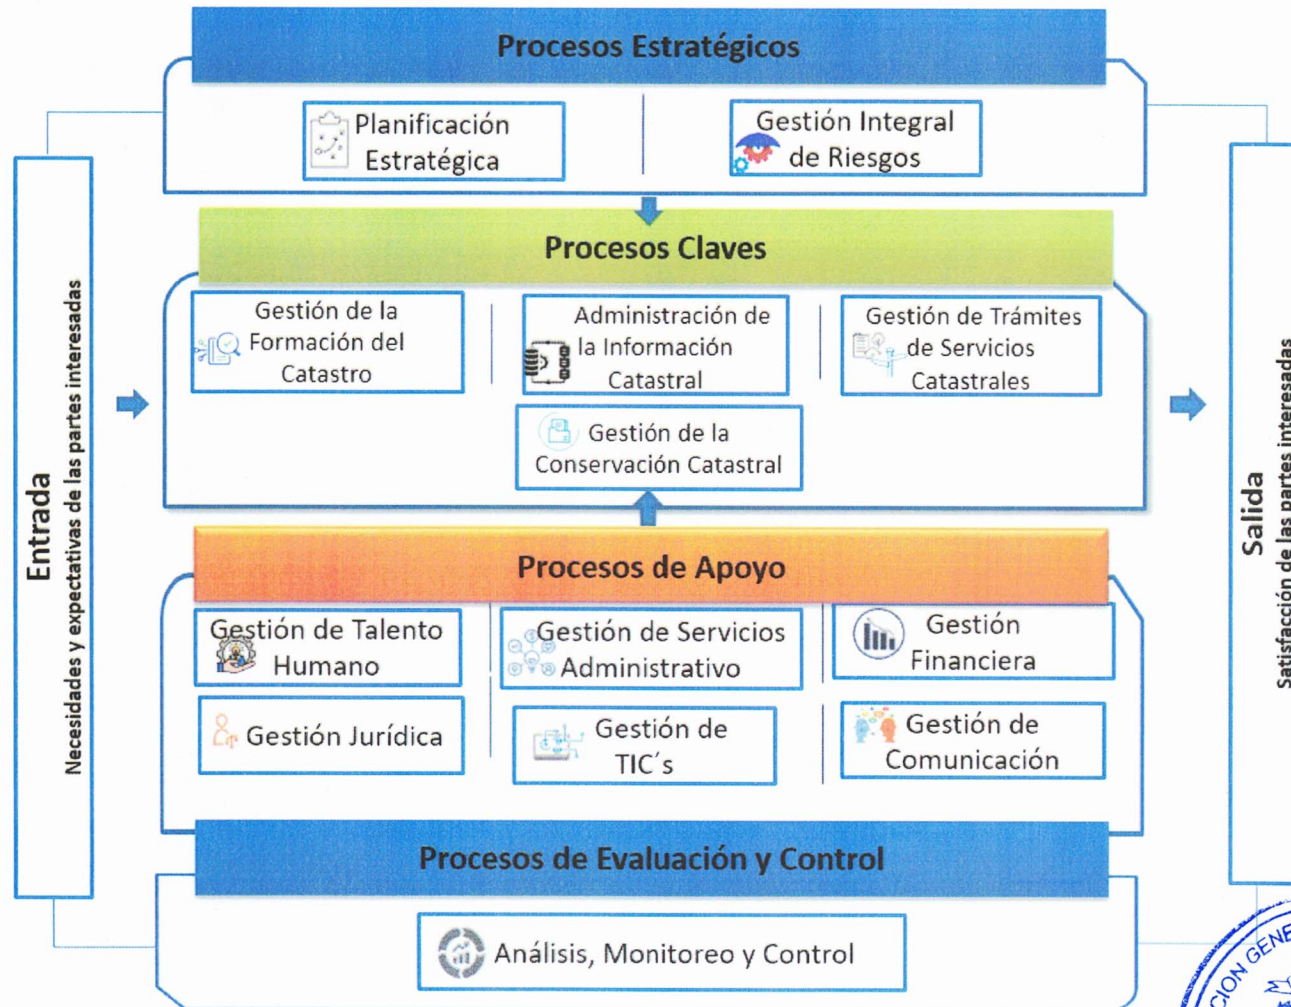 Procesos Estratégicos
Planificación
Estratégica
Gestión Integral
de Riesgos
Entrada
Necesidades y expectativas de las partes interesadas
Procesos Claves
Gestión de la
Formación del
Catastro
Administración de
la Información
Catastral
Gestión de Trámites
de Servicios
Catastrales
Gestión de la
Conservación Catastral
Procesos de Apoyo
Gestión de Talento
Humano
Gestión de Servicios
Administrativo
Gestión
Financiera
Gestión Jurídica
Gestión de
TIC´s
Gestión de
Comunicación
Procesos de Evaluación y Control
Análisis, Monitoreo y Control
Salida
Satisfacción de las partes interesadas